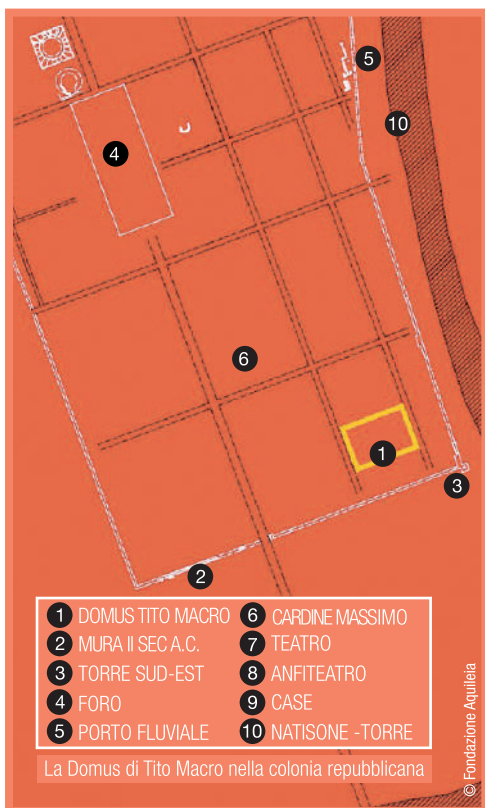 5
10
4
6
1
3
2
1 DOMUS TITO MACRO
2 MURA II SEC A.C.
3 TORRE SUD-EST
4 FORO
5 PORTO FLUVIALE
6 CARDINE MASSIMO
7 TEATRO
8 ANFITEATRO
9 CASE
10 NATISONE - TORRE
La Domus di Tito Macro nella colonia repubblicana
© Fondazione Aquileia